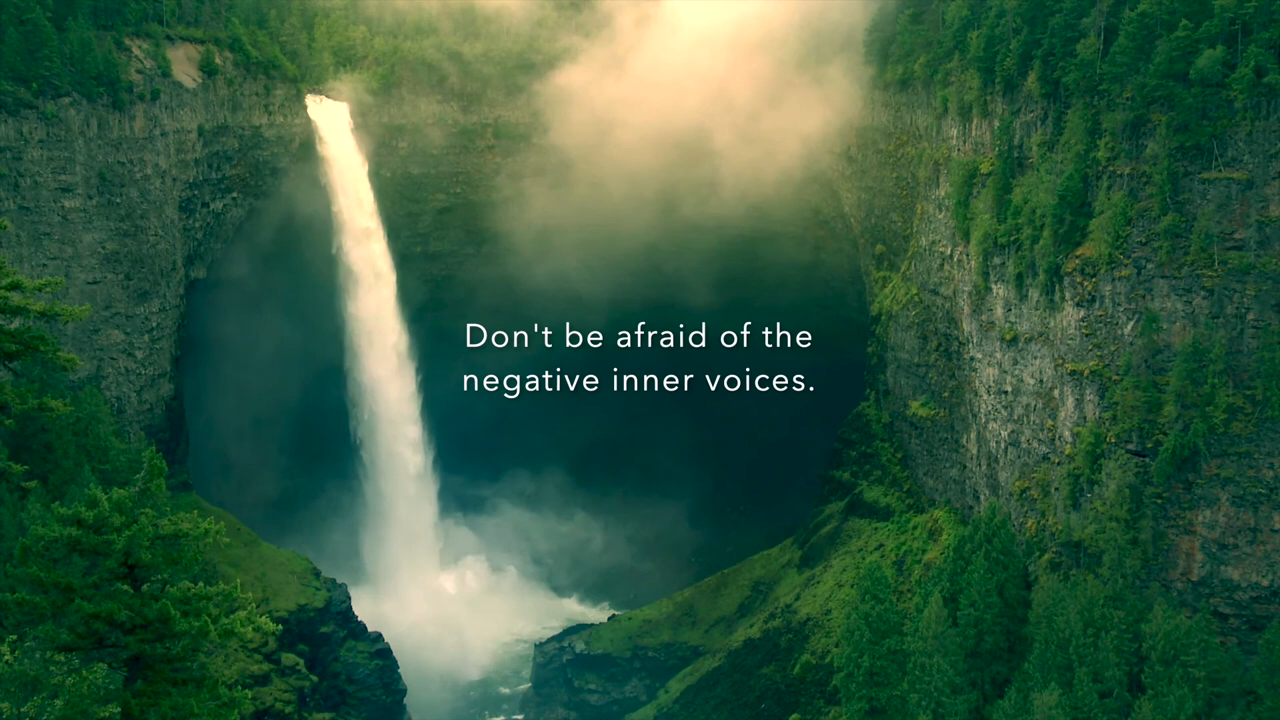 Don't be afraid of the
negative inner voices.